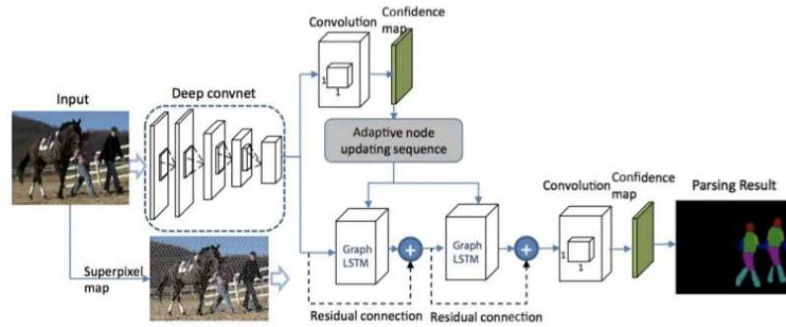 Convolution
Confidence
map
Deep convnet
Input
1
1
Adaptive node
updating sequence
Convolution
Confidence
map
Parsing Result
Superpixel
map
Graph
LSTM
Graph
LSTM
1
1
Residual connection
Residual connection